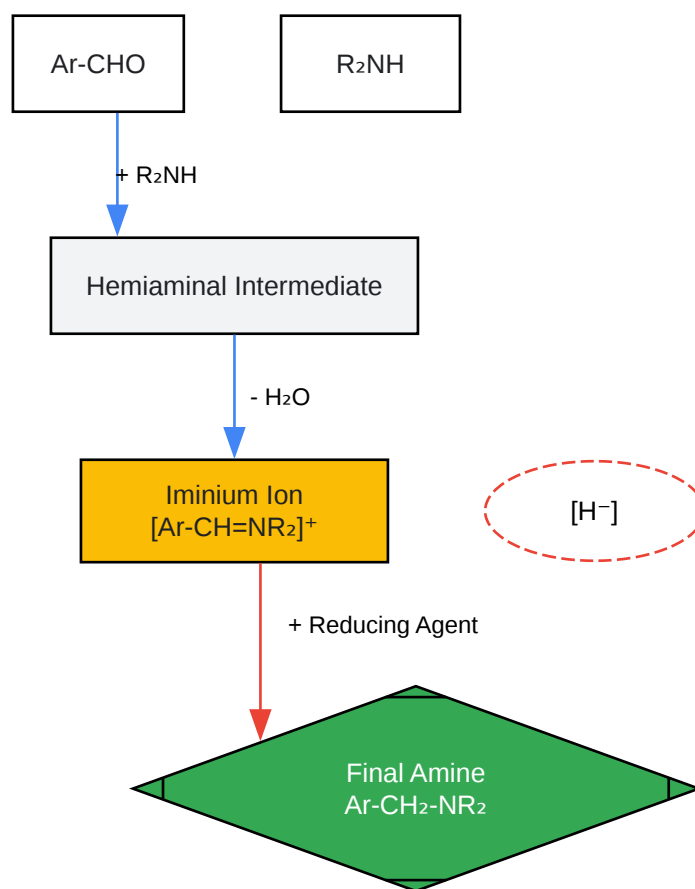 Ar-CHO
R₂NH
+ R₂NH
Hemiaminal Intermediate
- H₂O
Iminium Ion
[Ar-CH=NR₂]⁺
[H⁻]
+ Reducing Agent
Final Amine
Ar-CH₂-NR₂